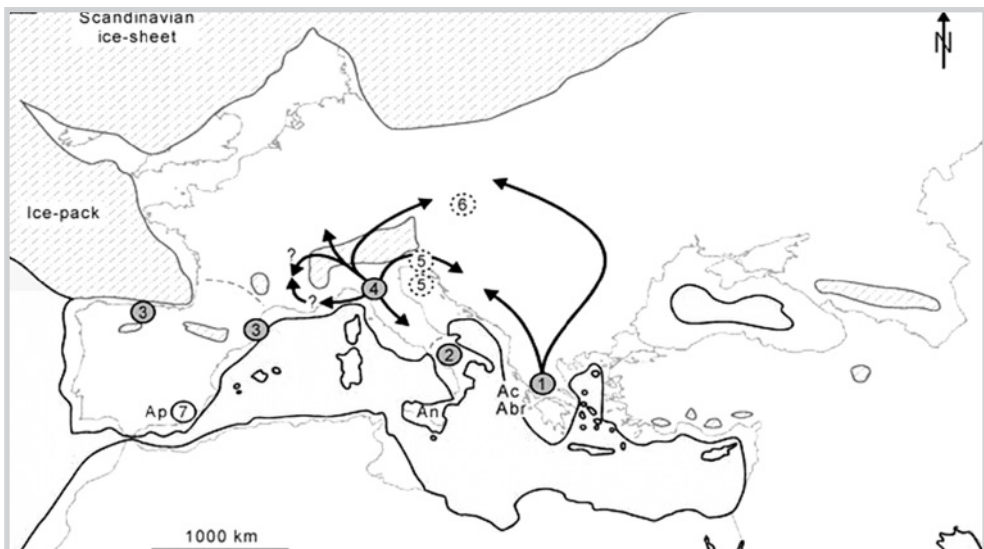 Scandinavian
ice-sheet
N
Ice-pack
6
?
5
5
4
?
3
3
2
1
Ac
Abr
An
Ap 7
1000 km